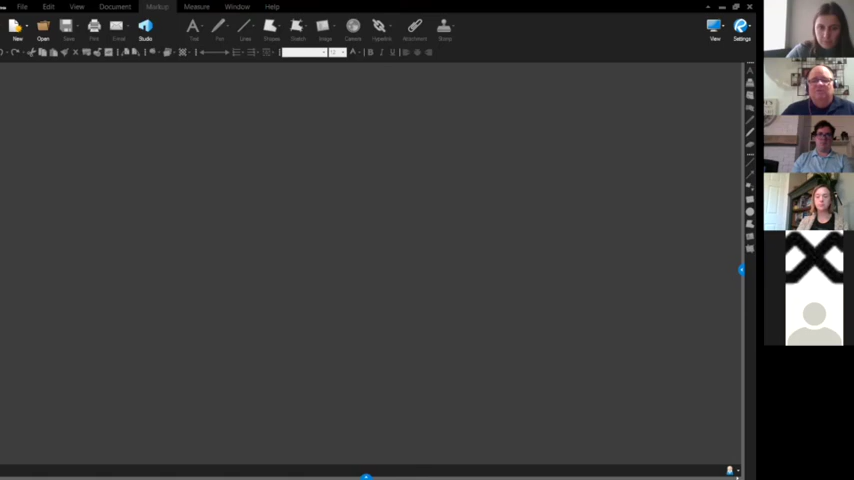 File Edit View Document Markup Measure Window Help
New Open Save Print Email Studio Text Pen Lines Shapes Sketch Image Camera Hyperlink Attachment Stamp View Settings
12 A B I U